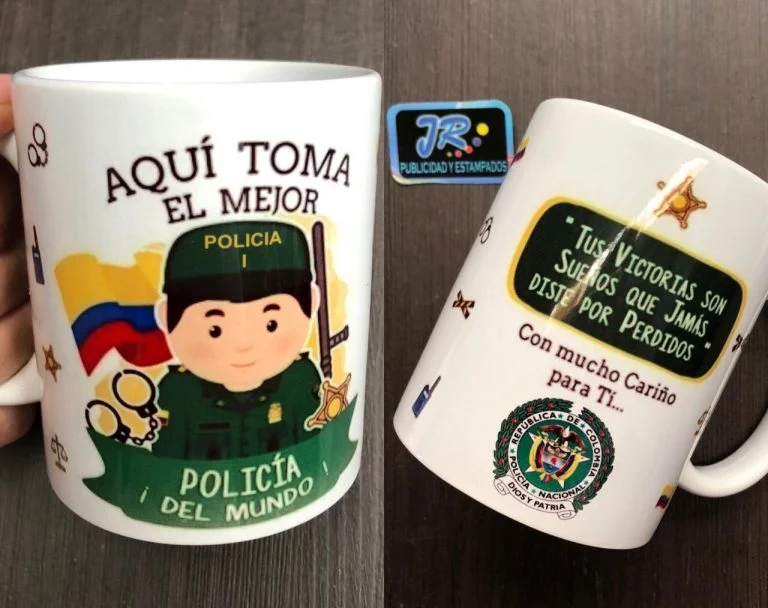 AQUÍ TOMA
EL MEJOR
POLICIA
I
POLICÍA
¡ DEL MUNDO !
JR
PUBLICIDAD Y ESTAMPADOS
"TUS VICTORIAS SON
SUEÑOS QUE JAMÁS
DISTE POR PERDIDOS"
Con mucho Cariño
para Tí...
REPUBLICA DE COLOMBIA
POLICIA NACIONAL
DIOS Y PATRIA